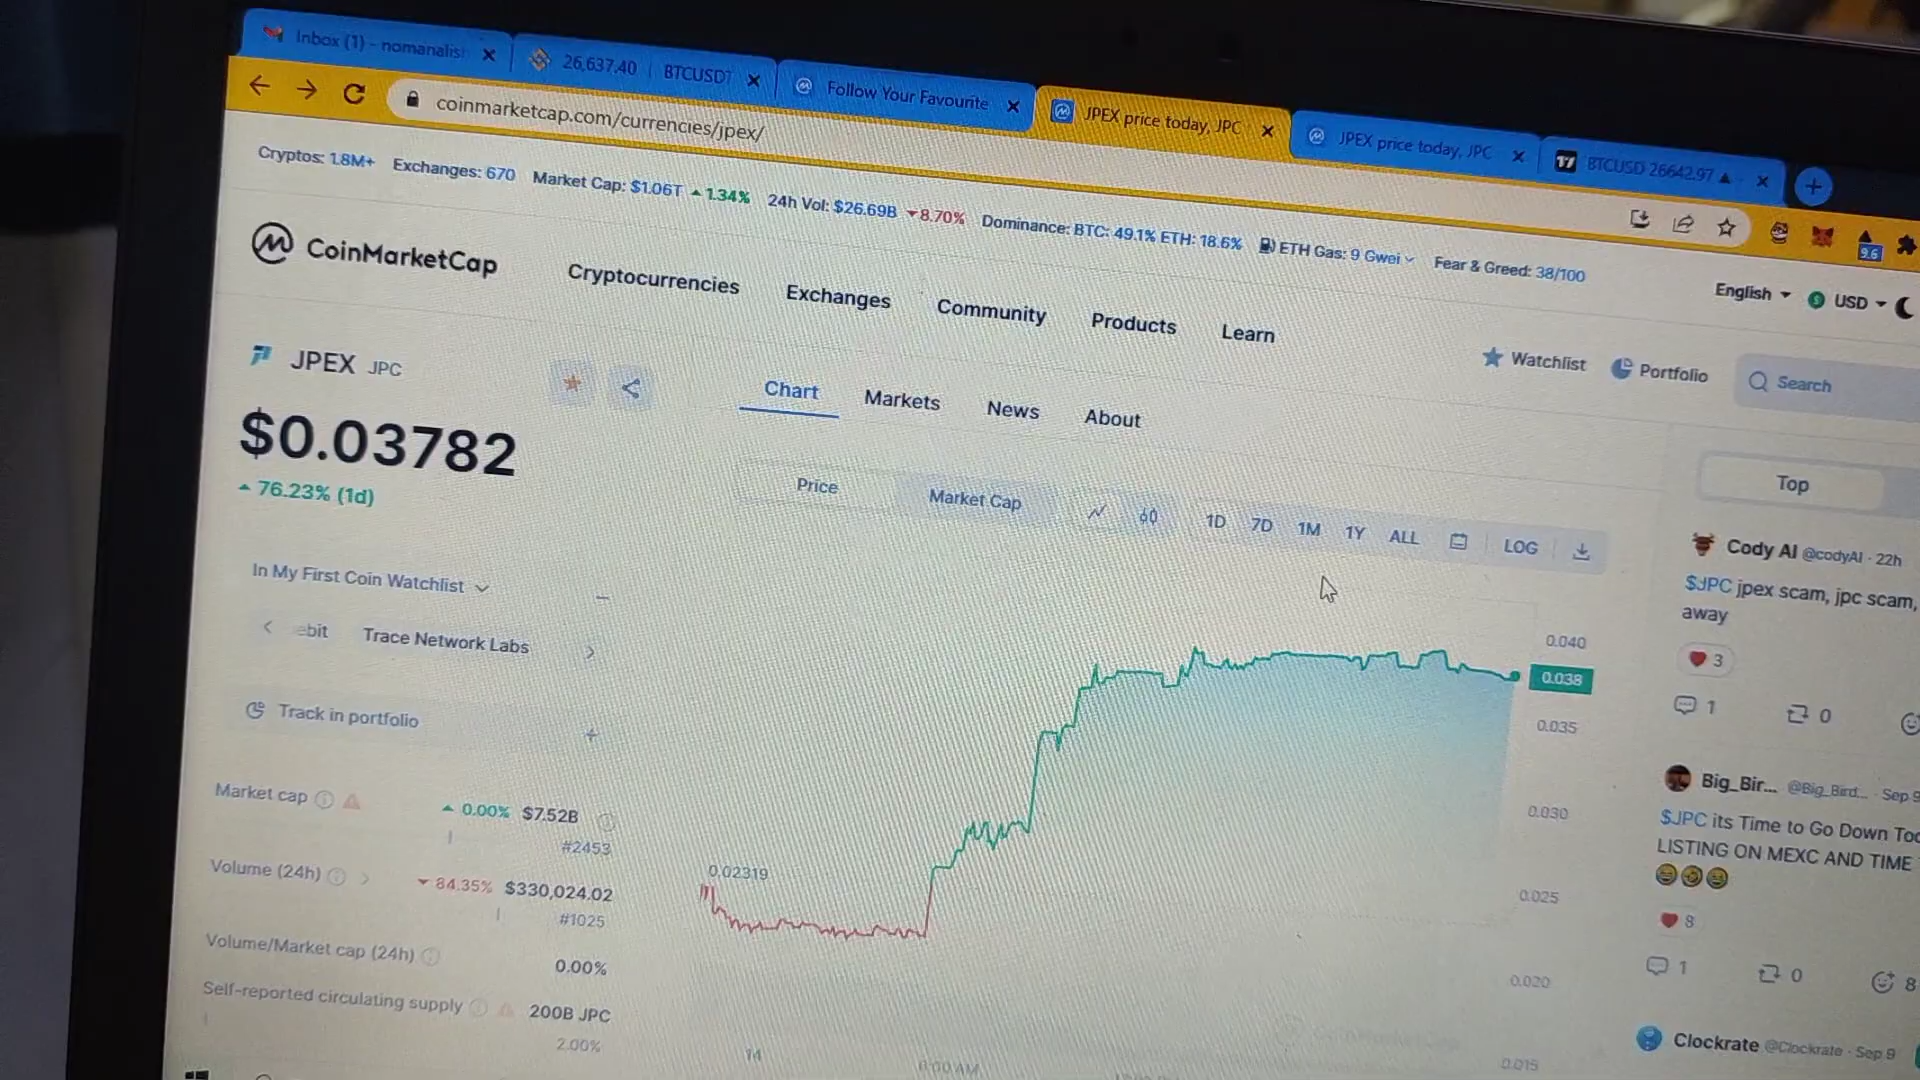 Inbox (1) - nomanalis
26,637.40 BTCUSDT
Follow Your Favourite
JPEX price today, JPC
JPEX price today, JPC
BTCUSD 26642.97 ▲
coinmarketcap.com/currencies/jpex/
9.6
Cryptos: 1.8M+ Exchanges: 670 Market Cap: $1.06T 1.34% 24h Vol: $26.69B 8.70% Dominance: BTC: 49.1% ETH: 18.6% ETH Gas: 9 Gwei Fear & Greed: 38/100
English USD
CoinMarketCap
Cryptocurrencies Exchanges Community Products Learn
Watchlist Portfolio Search
JPEX JPC
$0.03782
76.23% (1d)
Chart Markets News About
Price Market Cap 1D 7D 1M 1Y ALL LOG
In My First Coin Watchlist
ebit Trace Network Labs
Track in portfolio
Market cap 0.00% $7.52B
#2453
Volume (24h) 84.35% $330,024.02
#1025
Volume/Market cap (24h) 0.00%
Self-reported circulating supply 200B JPC
2.00%
0.02319
0.040
0.038
0.035
0.030
0.025
0.020
0.015
14
6:00 AM
Top
Cody AI @codyAI · 22h
$JPC jpex scam, jpc scam,
away
3
1 0
Big_Bir... @Big_Bird... · Sep 9
$JPC its Time to Go Down Too
LISTING ON MEXC AND TIME
8
1 0 8
Clockrate @Clockrate · Sep 9